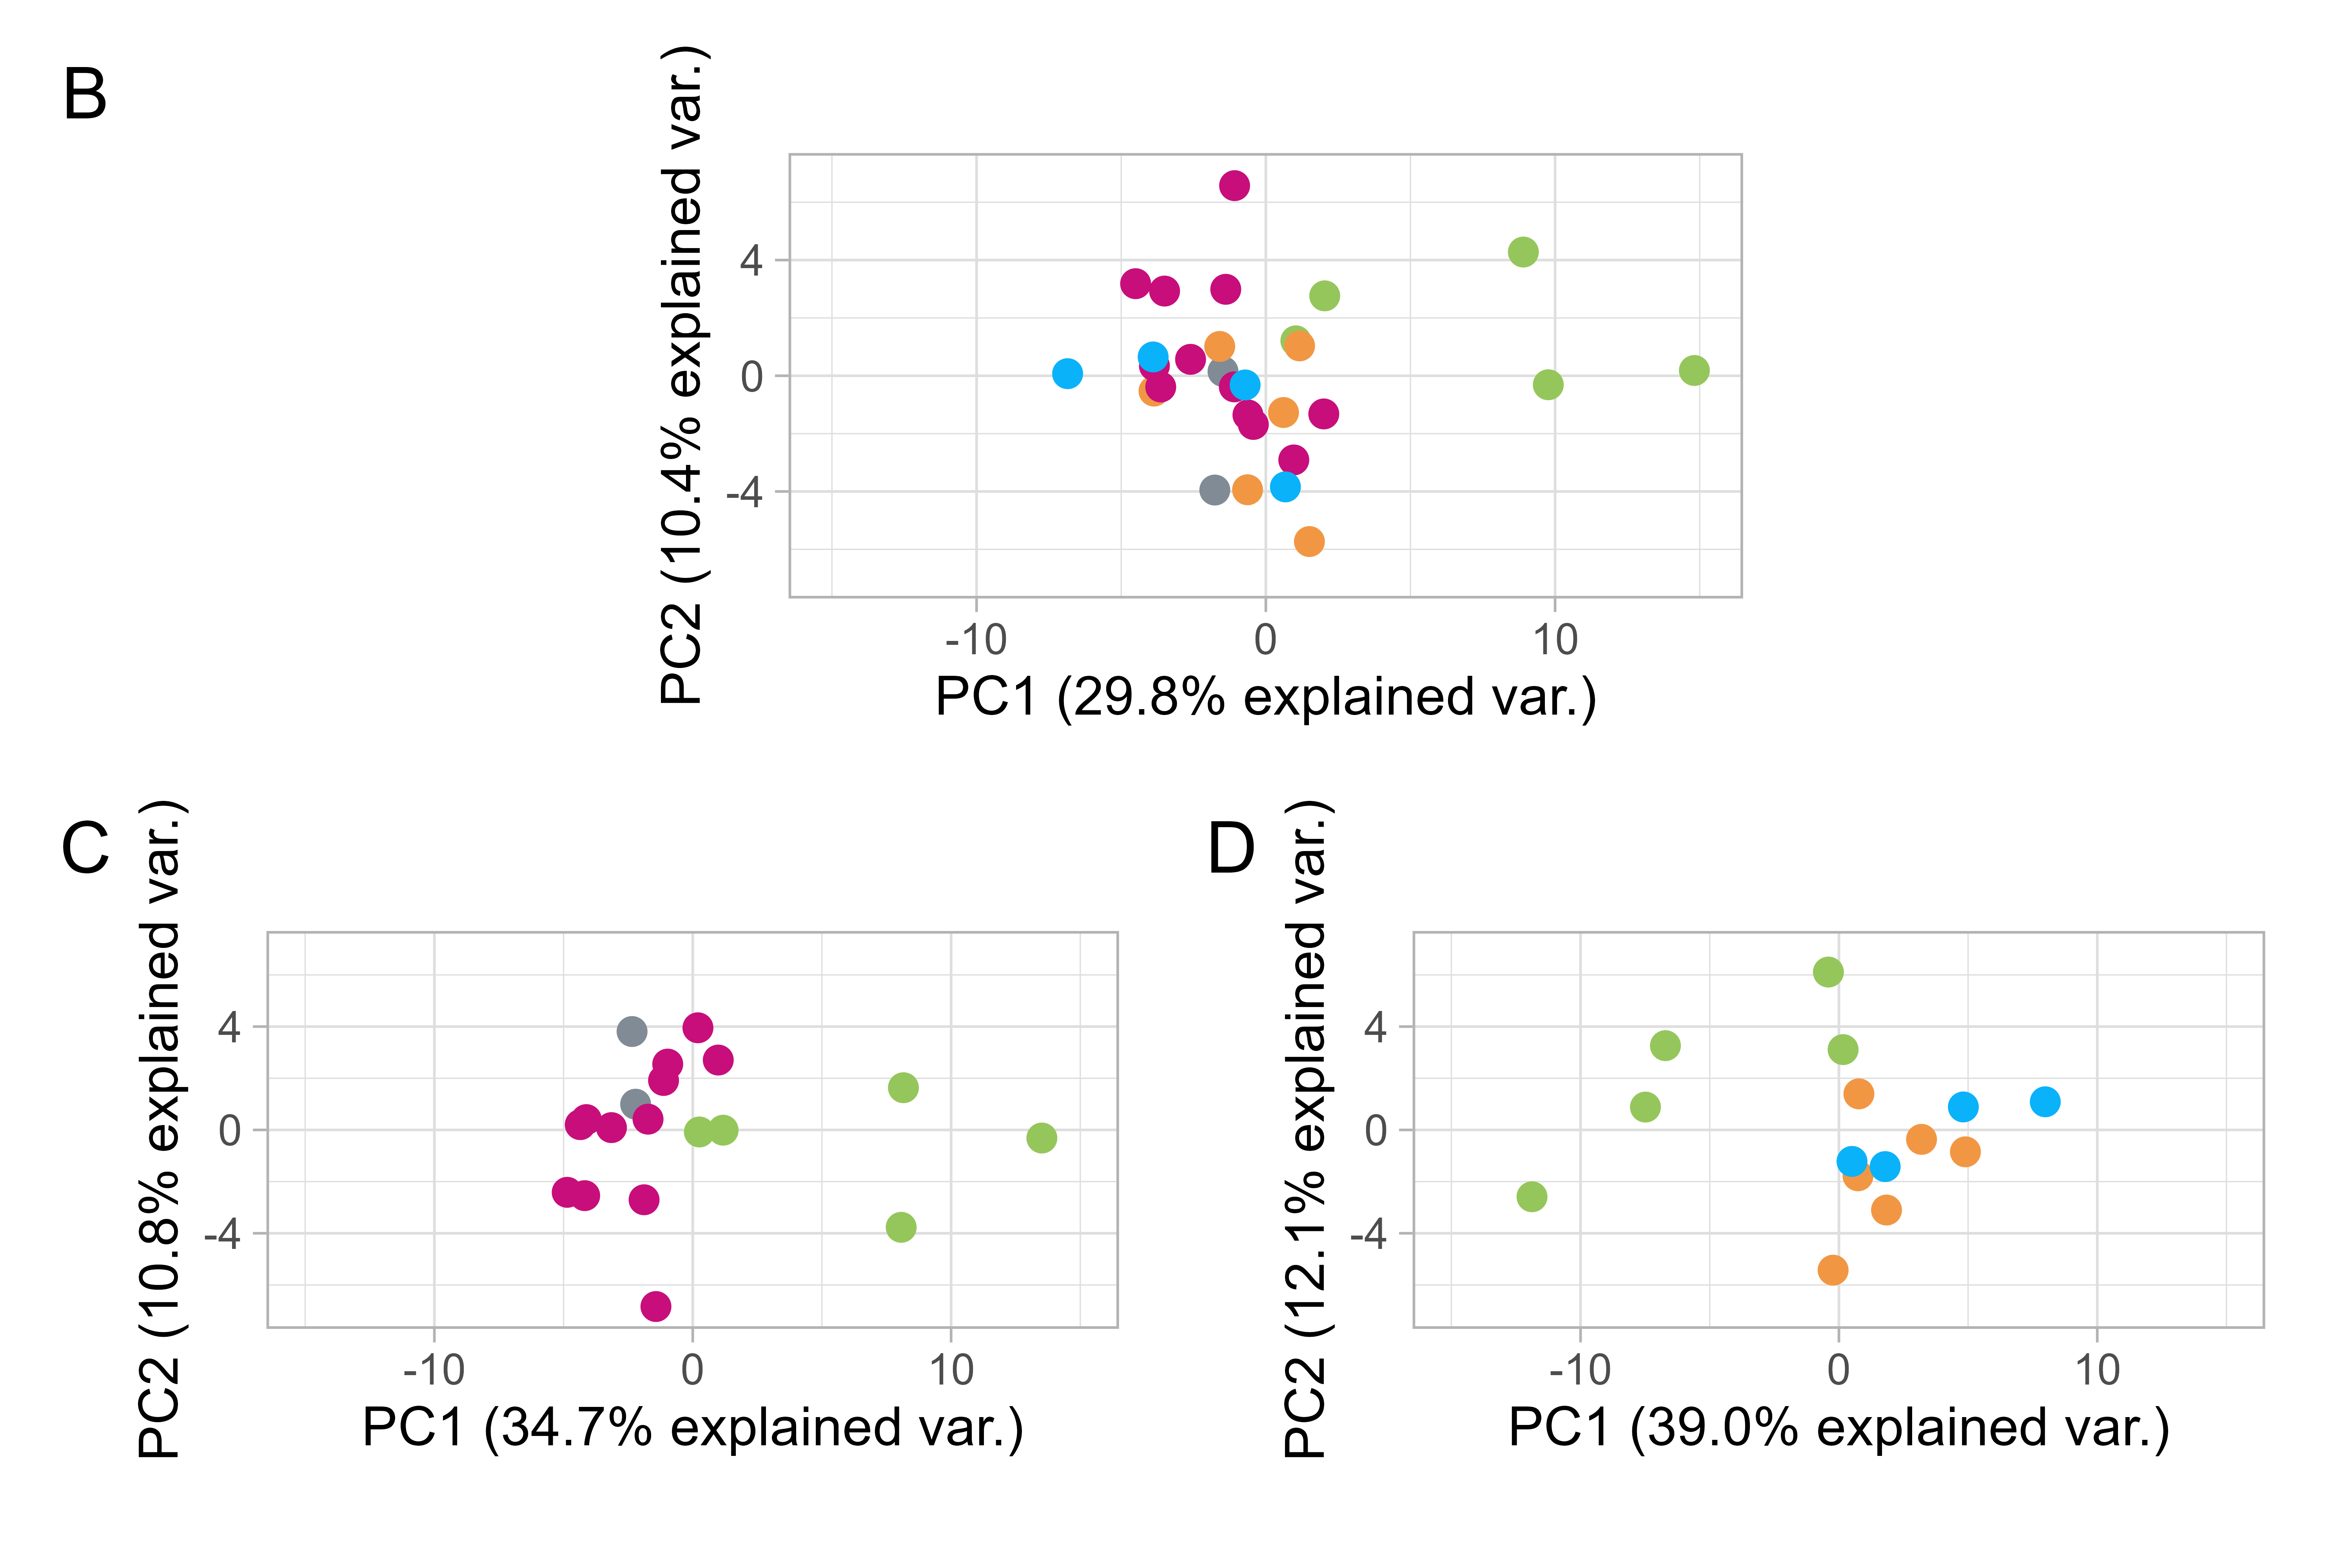 B
PC2 (10.4% explained var.)
4
0
-4
-10 0 10
PC1 (29.8% explained var.)
C
PC2 (10.8% explained var.)
4
0
-4
-10 0 10
PC1 (34.7% explained var.)
D
PC2 (12.1% explained var.)
4
0
-4
-10 0 10
PC1 (39.0% explained var.)